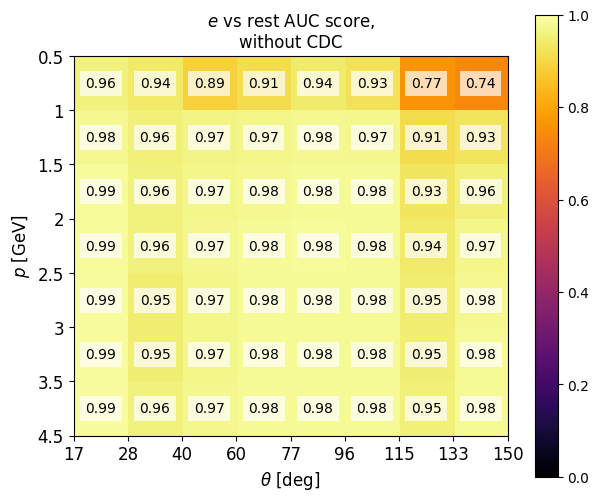 e vs rest AUC score,
without CDC
0.5
1
1.5
2
2.5
3
3.5
4.5
p [GeV]
0.96 0.94 0.89 0.91 0.94 0.93 0.77 0.74
0.98 0.96 0.97 0.97 0.98 0.97 0.91 0.93
0.99 0.96 0.97 0.98 0.98 0.98 0.93 0.96
0.99 0.96 0.97 0.98 0.98 0.98 0.94 0.97
0.99 0.95 0.97 0.98 0.98 0.98 0.95 0.98
0.99 0.95 0.97 0.98 0.98 0.98 0.95 0.98
0.99 0.96 0.97 0.98 0.98 0.98 0.95 0.98
17 28 40 60 77 96 115 133 150
θ [deg]
1.0
0.8
0.6
0.4
0.2
0.0